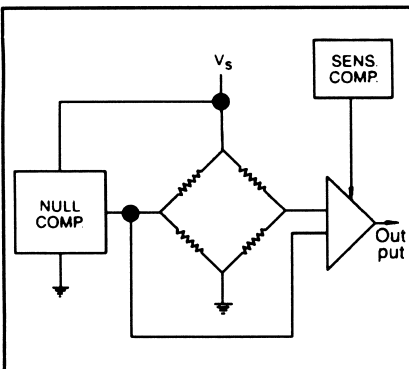 Vs
SENS.
COMP.
NULL
COMP.
Out
put